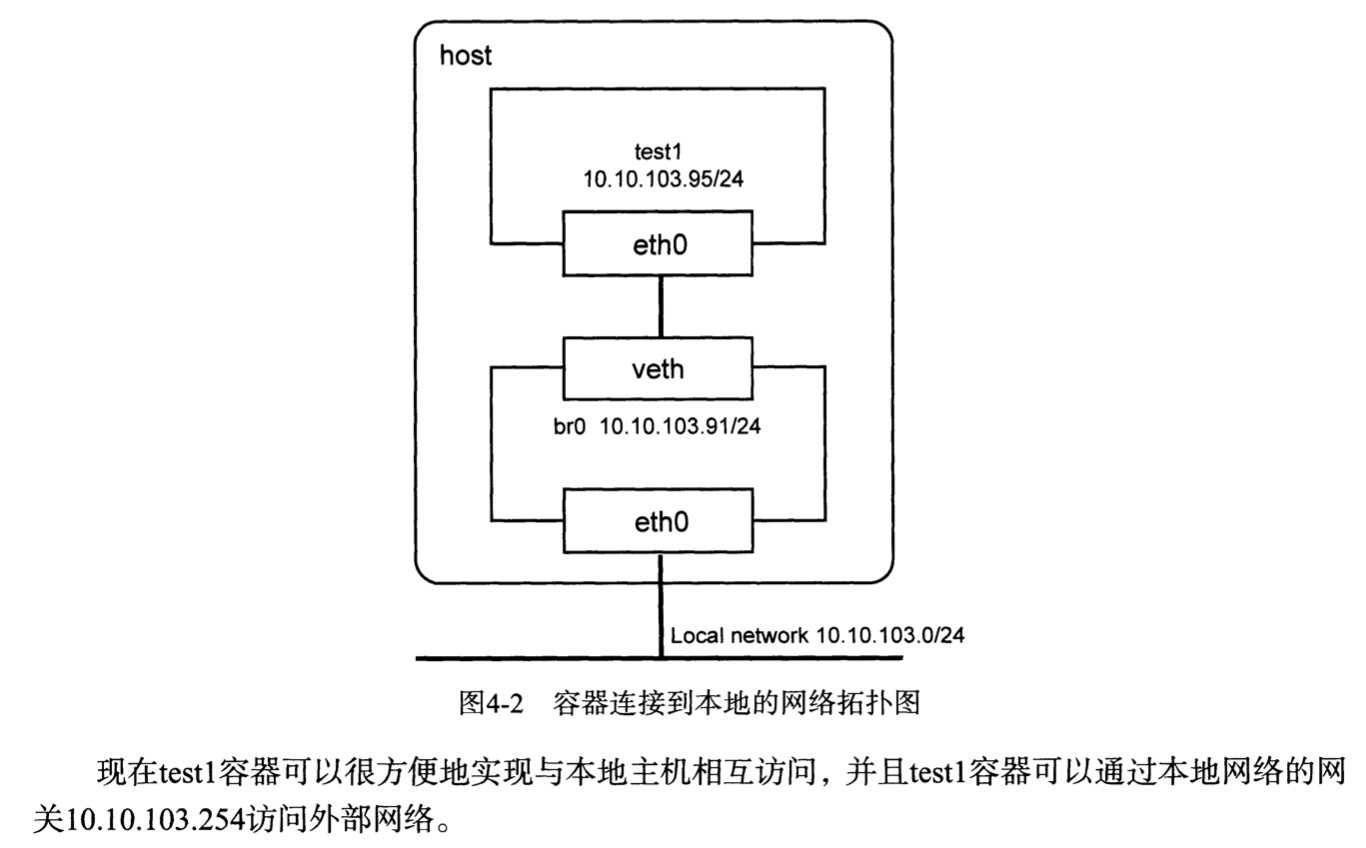 host
test1
10.10.103.95/24
eth0
veth
br0 10.10.103.91/24
eth0
Local network 10.10.103.0/24
图4-2 容器连接到本地的网络拓扑图
现在test1容器可以很方便地实现与本地主机相互访问，并且test1容器可以通过本地网络的网
关10.10.103.254访问外部网络。